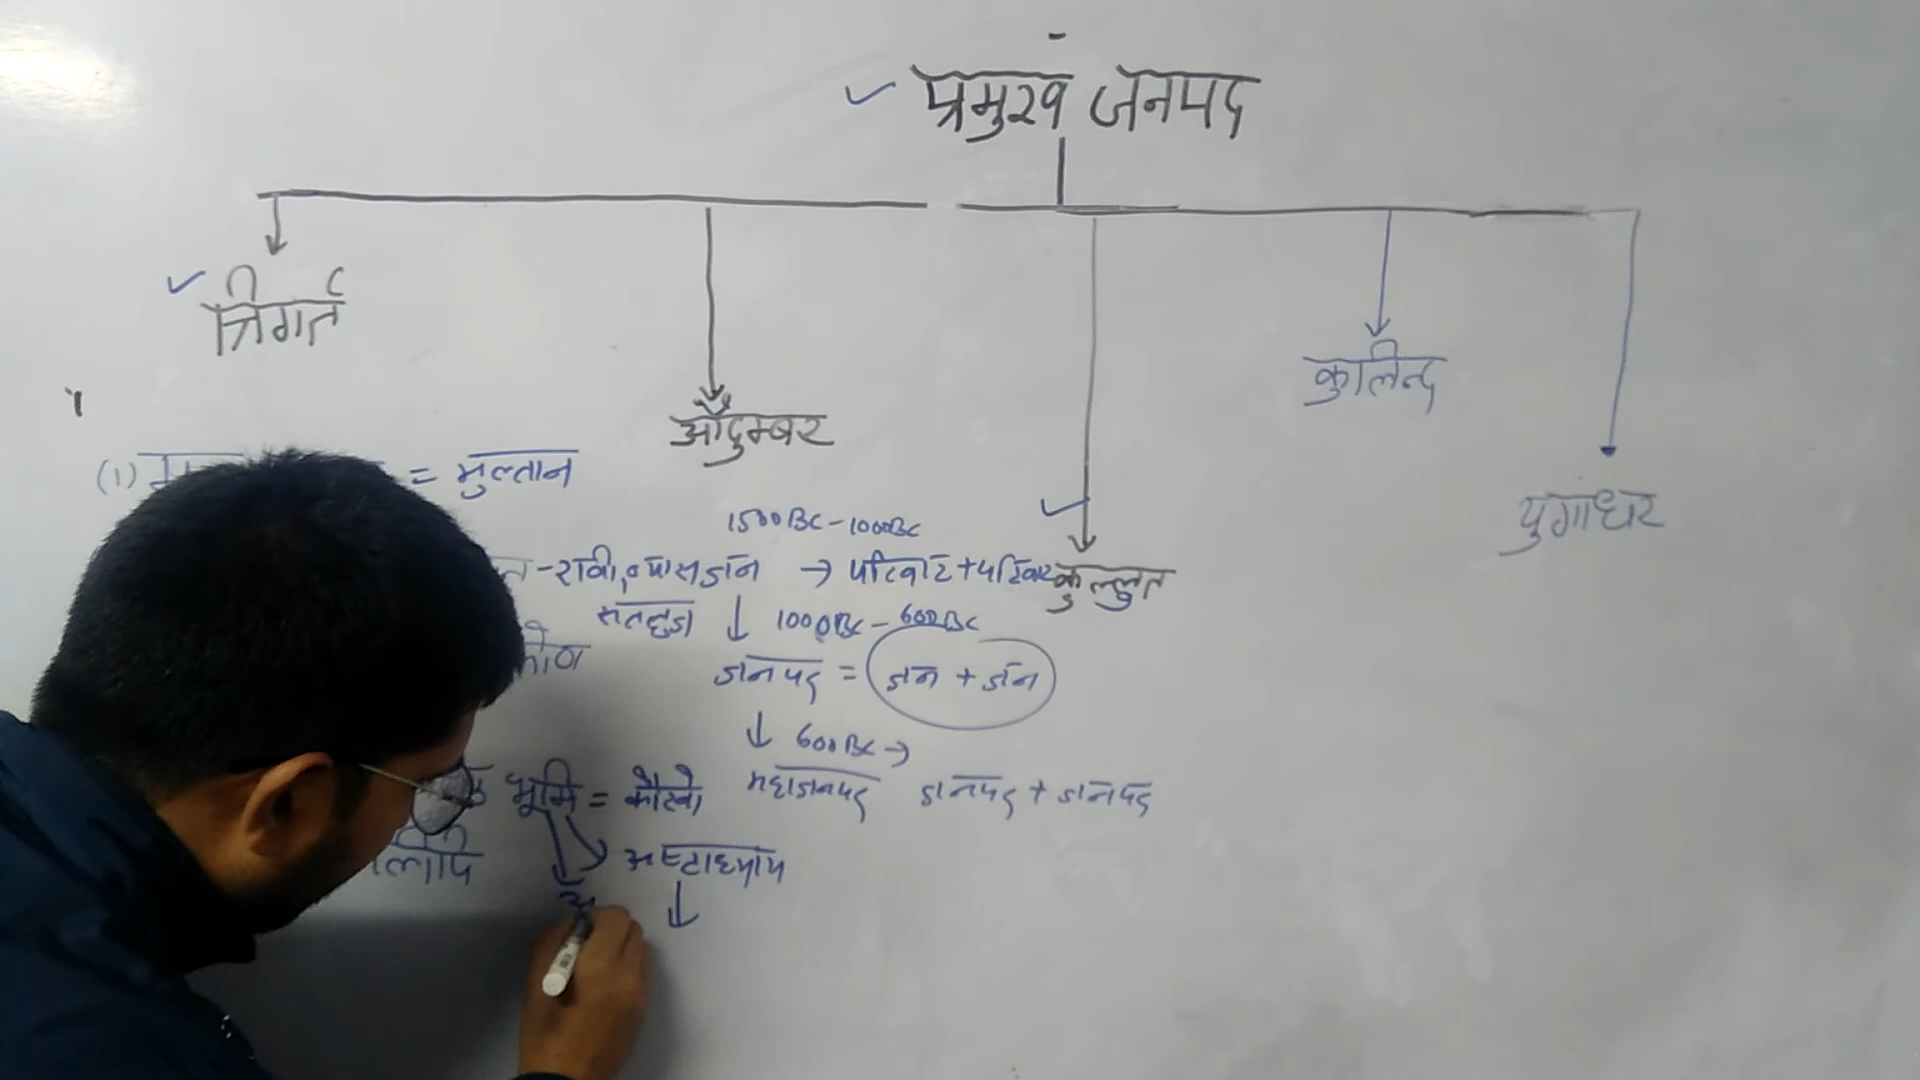 प्रमुख जनपद
त्रिगर्त
कुलिन्द
औदुम्बर
(1) = मुल्तान
युगांधर
1500BC-1000BC
-रावी, व्यास जन → परिवार+परिवार
कुल्लुत
सतलुज
1000BC-600BC
जनपद = जन + जन
600BC→
भूमि = कौरवो
महाजनपद जनपद + जनपद
लिपि
अष्टाध्याय